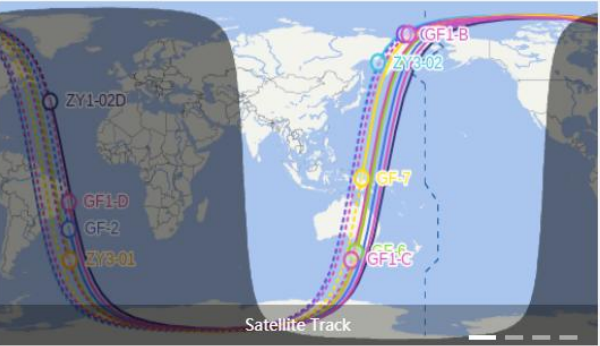 GF1-B
ZY3-02
ZY1-02D
GF-7
GF1-D
GF-2
GF-6
ZY3-01
GF1-C
Satellite Track